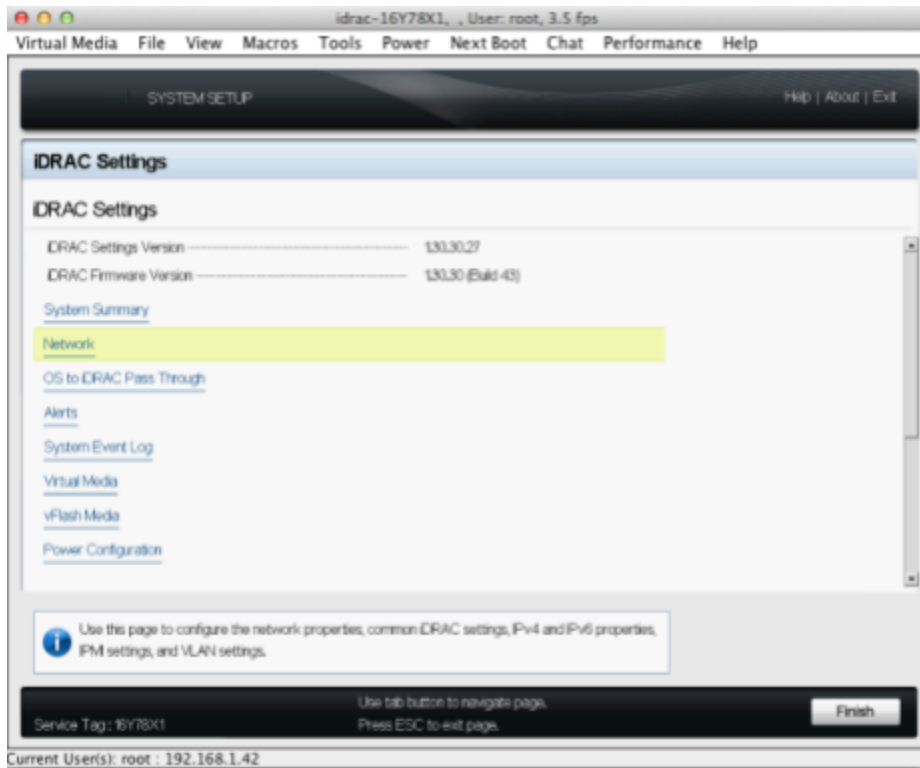 idrac-16Y78X1, , User: root, 3.5 fps
Virtual Media File View Macros Tools Power Next Boot Chat Performance Help
SYSTEM SETUP
Help | About | Exit
iDRAC Settings
iDRAC Settings
iDRAC Settings Version 1.30.30.27
iDRAC Firmware Version 1.30.30 (Build 43)
System Summary
Network
OS to iDRAC Pass Through
Alerts
System Event Log
Virtual Media
vFlash Media
Power Configuration
Use this page to configure the network properties, common iDRAC settings, IPv4 and IPv6 properties,
IPMI settings, and VLAN settings.
Use tab button to navigate page.
Service Tag: 16Y78X1
Press ESC to exit page.
Finish
Current User(s): root : 192.168.1.42